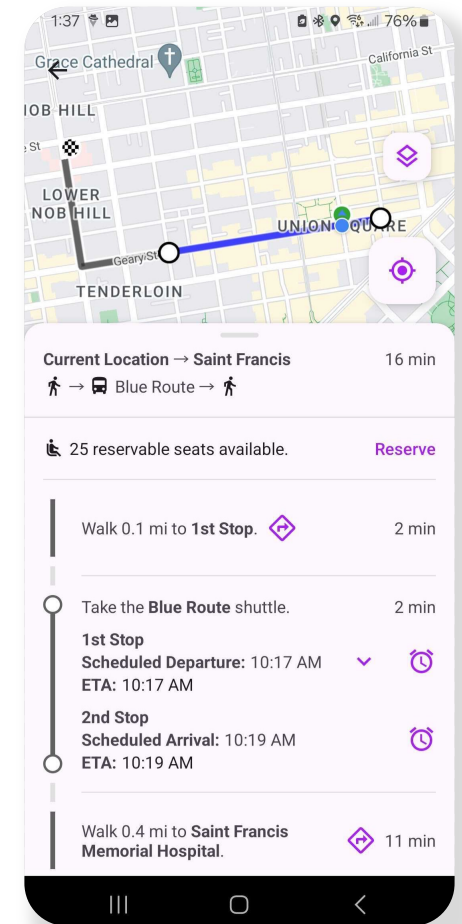 1:37
76%
Grace Cathedral
California St
NOB HILL
St
LOWER
NOB HILL
UNION SQUARE
Geary St
TENDERLOIN
Current Location → Saint Francis
16 min
→ Blue Route →
25 reservable seats available.
Reserve
Walk 0.1 mi to 1st Stop.
2 min
Take the Blue Route shuttle.
2 min
1st Stop
Scheduled Departure: 10:17 AM
ETA: 10:17 AM
2nd Stop
Scheduled Arrival: 10:19 AM
ETA: 10:19 AM
Walk 0.4 mi to Saint Francis
Memorial Hospital.
11 min